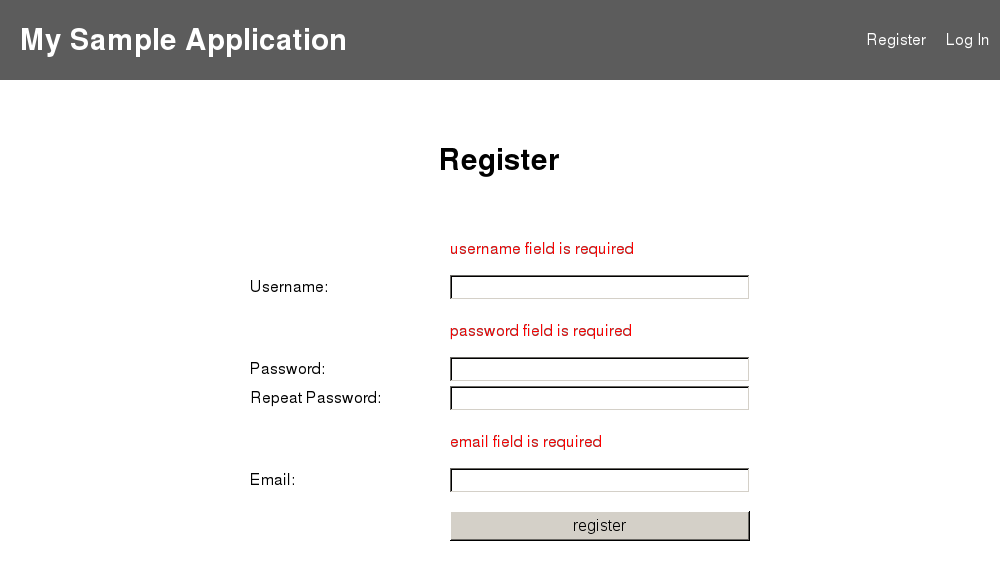 My Sample Application
Register
Log In
Register
username field is required
Username:
password field is required
Password:
Repeat Password:
email field is required
Email:
register